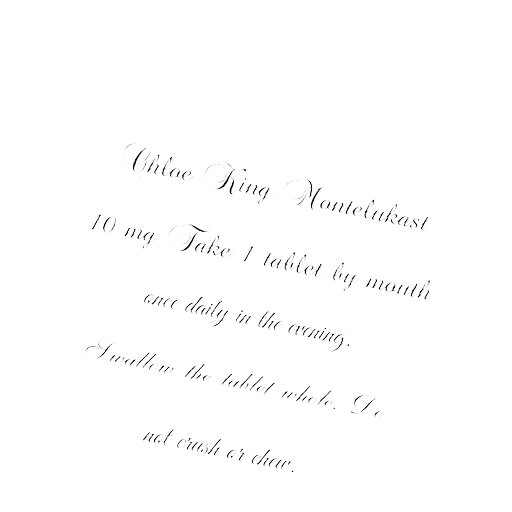 Chloe King Montelukast
10 mg Take 1 tablet by mouth
once daily in the evening.
Swallow the tablet whole. Do
not crush or chew.